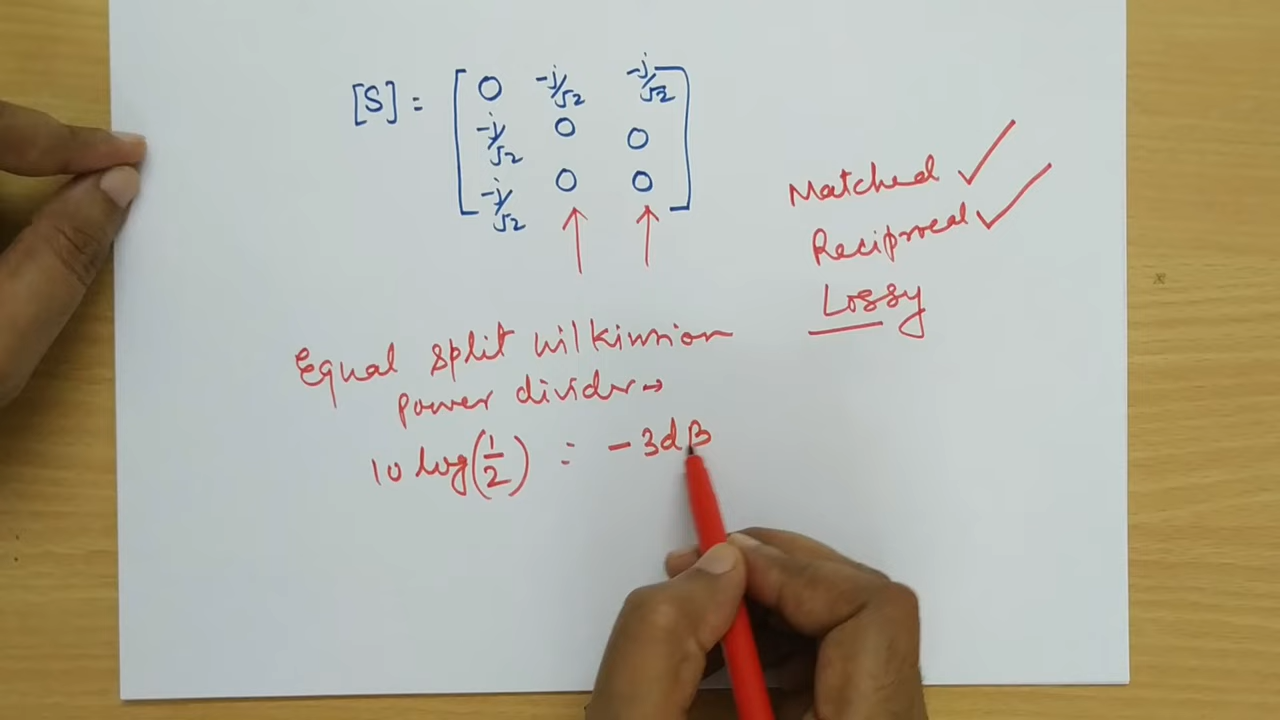 [S] = [ 0 -j/√2 -j/√2
-j/√2 0 0
-j/√2 0 0 ]
Matched ✓
Reciprocal ✓
Lossy
Equal split wilkinsion
power divider →
10 log(1/2) = -3dB